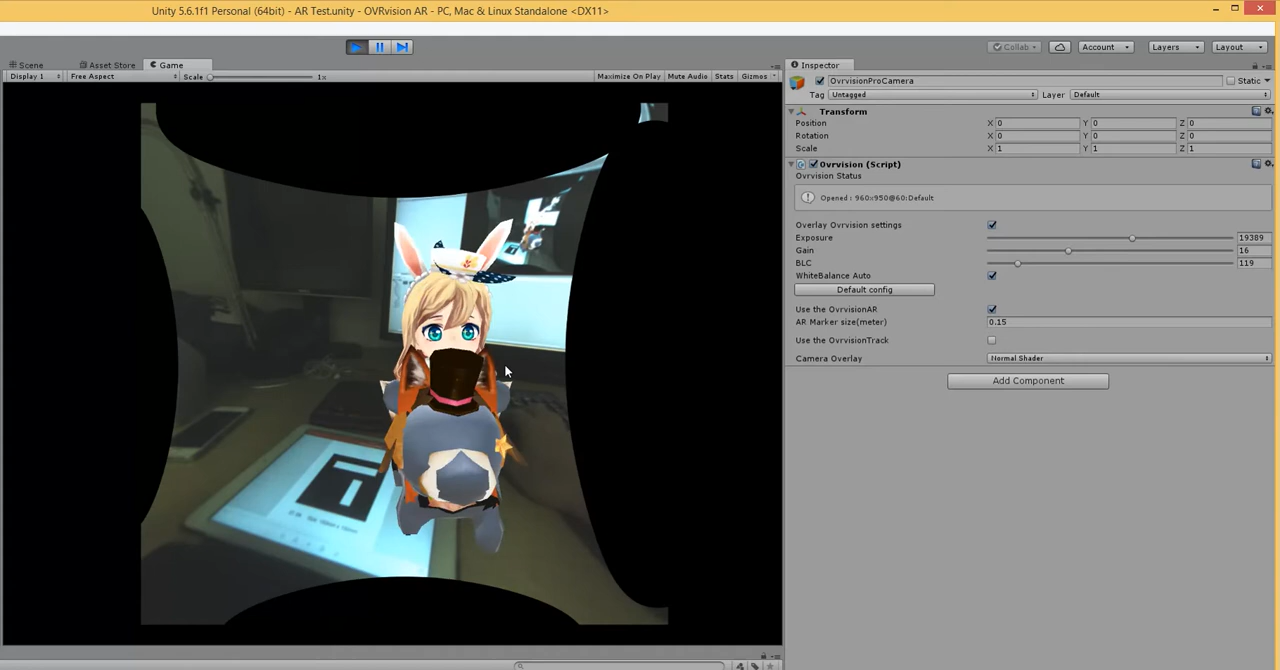 Unity 5.6.1f1 Personal (64bit) - AR Test.unity - OVRvision AR - PC, Mac & Linux Standalone <DX11>
Collab Account Layers Layout
Scene Asset Store Game
Display 1 Free Aspect Scale 1x Maximize On Play Mute Audio Stats Gizmos
Inspector
OvrvisionProCamera Static
Tag Untagged Layer Default
Transform
Position X 0 Y 0 Z 0
Rotation X 0 Y 0 Z 0
Scale X 1 Y 1 Z 1
Ovrvision (Script)
Ovrvision Status
Opened : 960x950@60:Default
Overlay Ovrvision settings
Exposure 19389
Gain 16
BLC 119
WhiteBalance Auto
Default config
Use the OvrvisionAR
AR Marker size(meter) 0.15
Use the OvrvisionTrack
Camera Overlay Normal Shader
Add Component